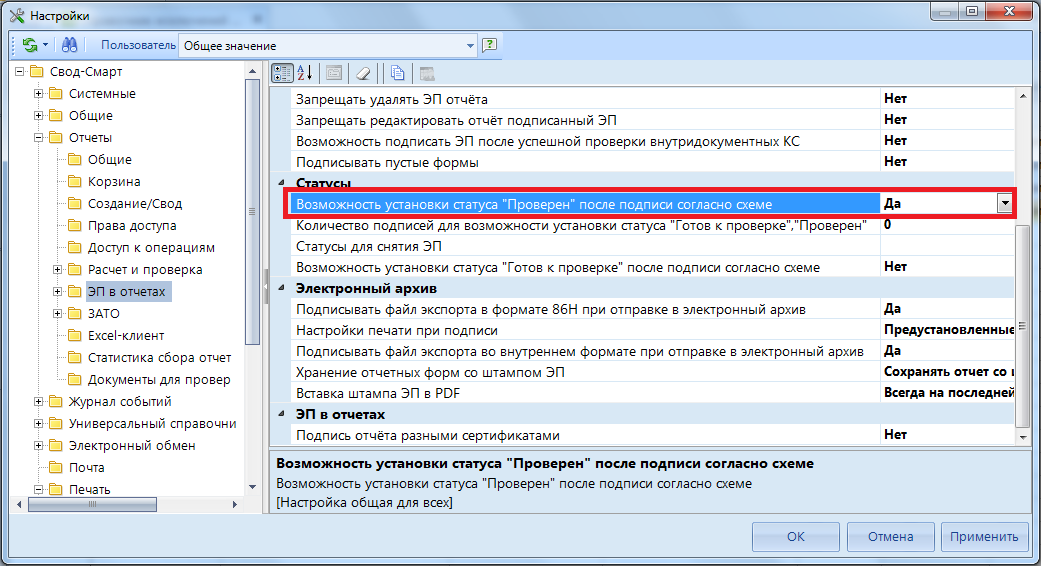 Настройки
Пользователь Общее значение
Свод-Смарт
Системные
Общие
Отчеты
Общие
Корзина
Создание/Свод
Права доступа
Доступ к операциям
Расчет и проверка
ЭП в отчетах
ЗАТО
Excel-клиент
Статистика сбора отчет
Документы для провер
Журнал событий
Универсальный справочни
Электронный обмен
Почта
Печать
Запрещать удалять ЭП отчёта Нет
Запрещать редактировать отчёт подписанный ЭП Нет
Возможность подписать ЭП после успешной проверки внутридокументных КС Нет
Подписывать пустые формы Нет
Статусы
Возможность установки статуса "Проверен" после подписи согласно схеме Да
Количество подписей для возможности установки статуса "Готов к проверке","Проверен" 0
Статусы для снятия ЭП
Возможность установки статуса "Готов к проверке" после подписи согласно схеме Нет
Электронный архив
Подписывать файл экспорта в формате 86Н при отправке в электронный архив Да
Настройки печати при подписи Предустановленные
Подписывать файл экспорта во внутреннем формате при отправке в электронный архив Да
Хранение отчетных форм со штампом ЭП Сохранять отчет со
Вставка штампа ЭП в PDF Всегда на последней
ЭП в отчетах
Подпись отчёта разными сертификатами Нет
Возможность установки статуса "Проверен" после подписи согласно схеме
Возможность установки статуса "Проверен" после подписи согласно схеме
[Настройка общая для всех]
ОК Отмена Применить